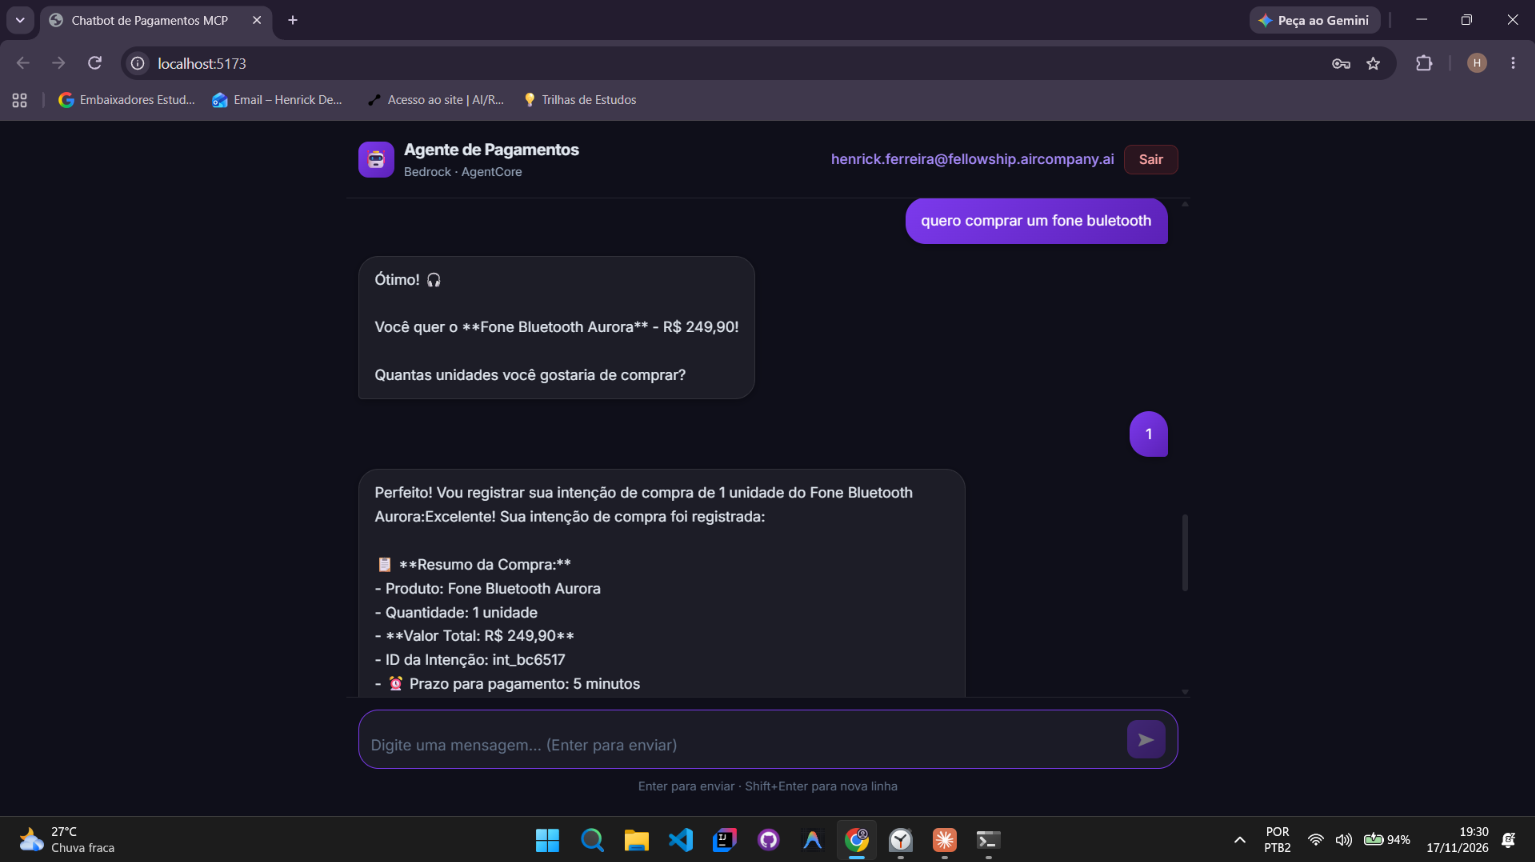 Chatbot de Pagamentos MCP
Peça ao Gemini
localhost:5173
H
Embaixadores Estud...
Email – Henrick De...
Acesso ao site | AI/R...
Trilhas de Estudos
Agente de Pagamentos
Bedrock · AgentCore
henrick.ferreira@fellowship.aircompany.ai
Sair
quero comprar um fone buletooth
Ótimo! 🎧
Você quer o **Fone Bluetooth Aurora** - R$ 249,90!
Quantas unidades você gostaria de comprar?
1
Perfeito! Vou registrar sua intenção de compra de 1 unidade do Fone Bluetooth
Aurora:Excelente! Sua intenção de compra foi registrada:
📋 **Resumo da Compra:**
- Produto: Fone Bluetooth Aurora
- Quantidade: 1 unidade
- **Valor Total: R$ 249,90**
- ID da Intenção: int_bc6517
- ⏰ Prazo para pagamento: 5 minutos
Digite uma mensagem... (Enter para enviar)
Enter para enviar · Shift+Enter para nova linha
27°C
Chuva fraca
IJ
POR
PTB2
94%
19:30
17/11/2026